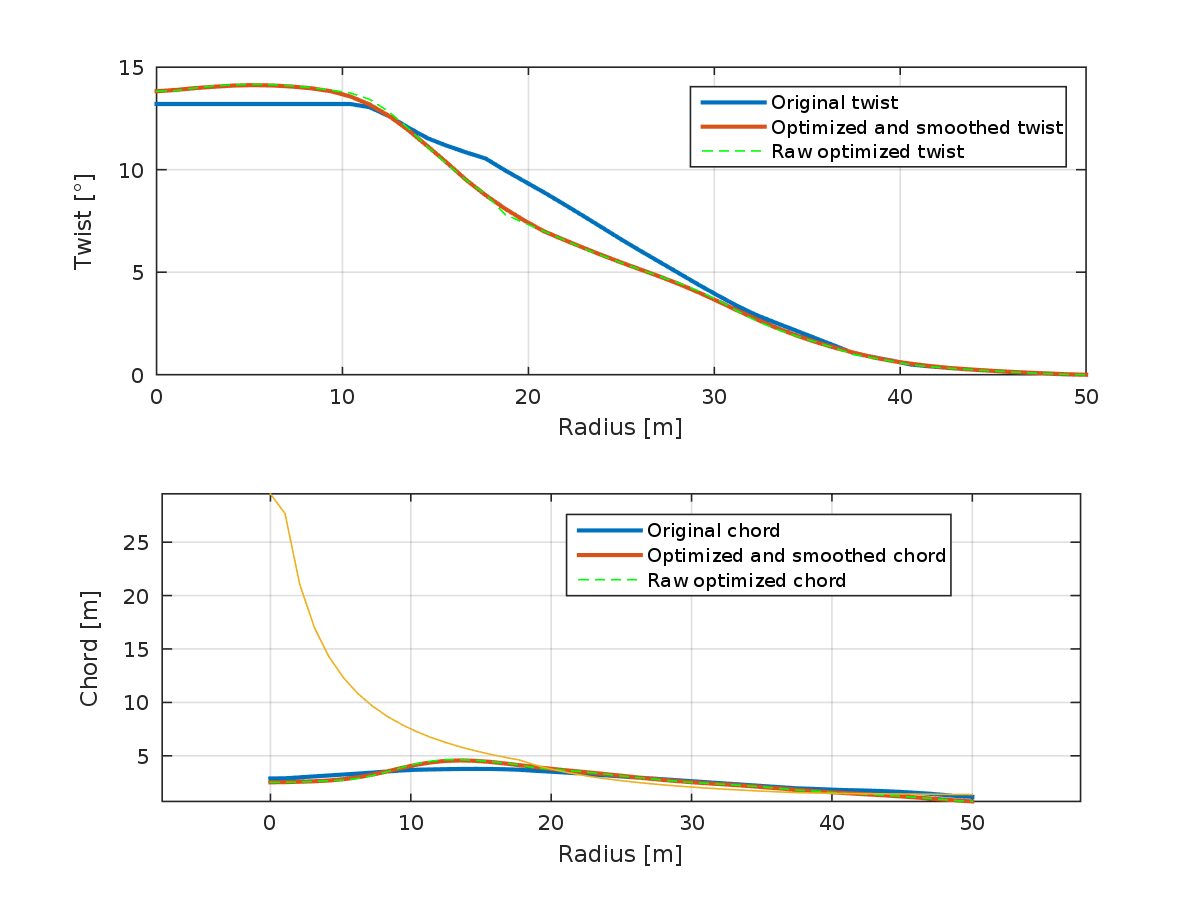 15
10
5
0
Twist [°]
Original twist
Optimized and smoothed twist
Raw optimized twist
0 10 20 30 40 50
Radius [m]
25
20
15
10
5
Chord [m]
Original chord
Optimized and smoothed chord
Raw optimized chord
0 10 20 30 40 50
Radius [m]